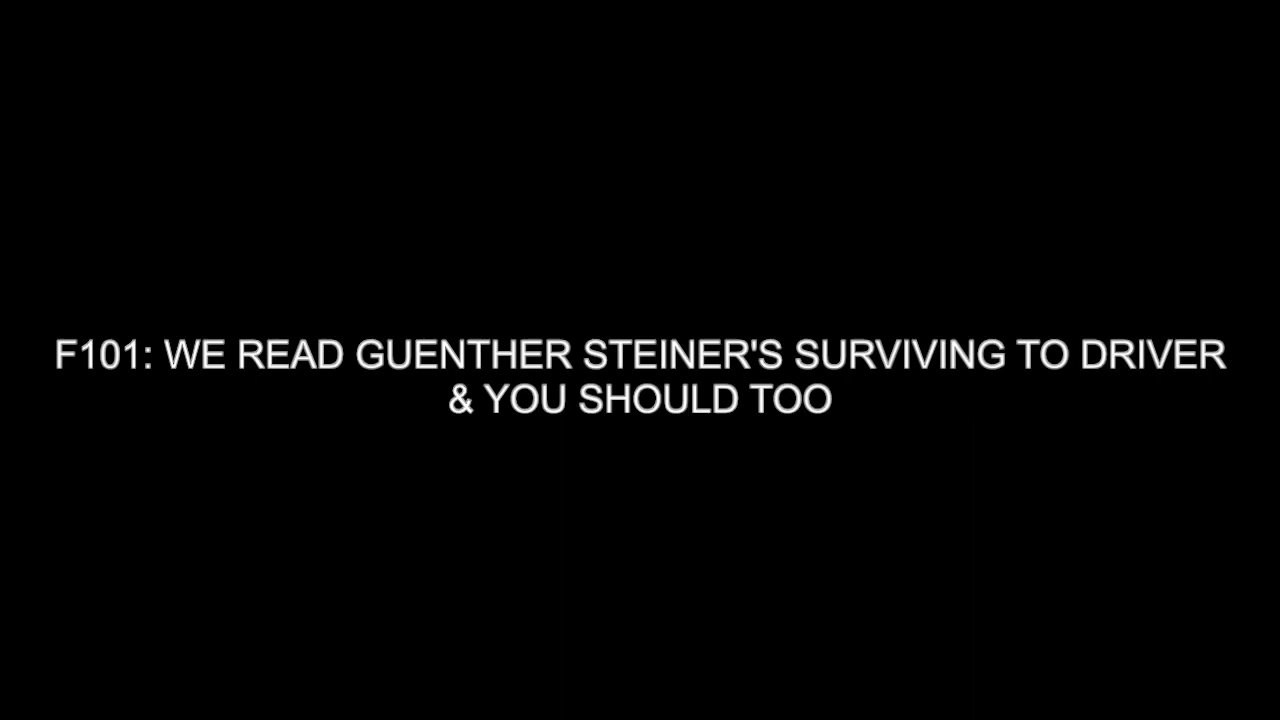 F101: WE READ GUENTHER STEINER'S SURVIVING TO DRIVER
& YOU SHOULD TOO